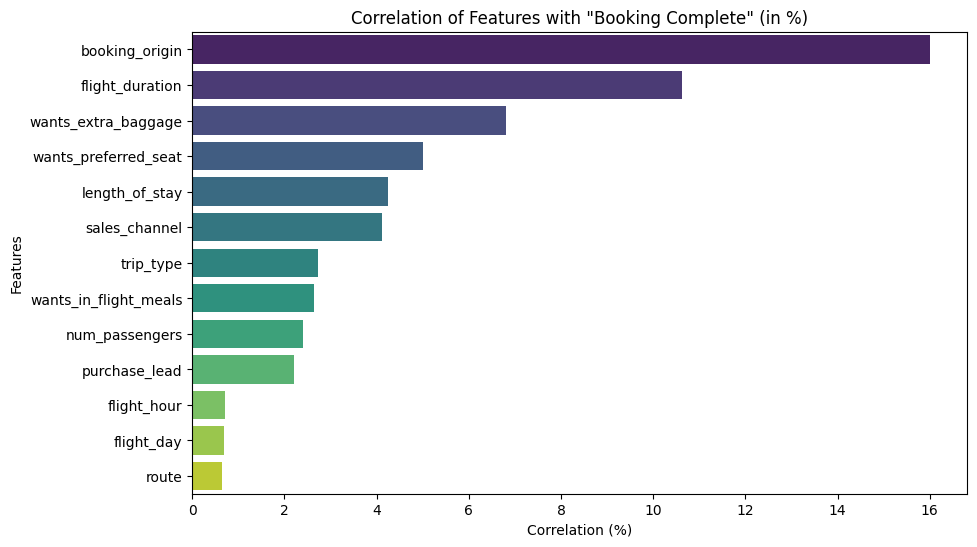 Correlation of Features with "Booking Complete" (in %)
booking_origin
flight_duration
wants_extra_baggage
wants_preferred_seat
length_of_stay
sales_channel
trip_type
wants_in_flight_meals
num_passengers
purchase_lead
flight_hour
flight_day
route
Features
0 2 4 6 8 10 12 14 16
Correlation (%)